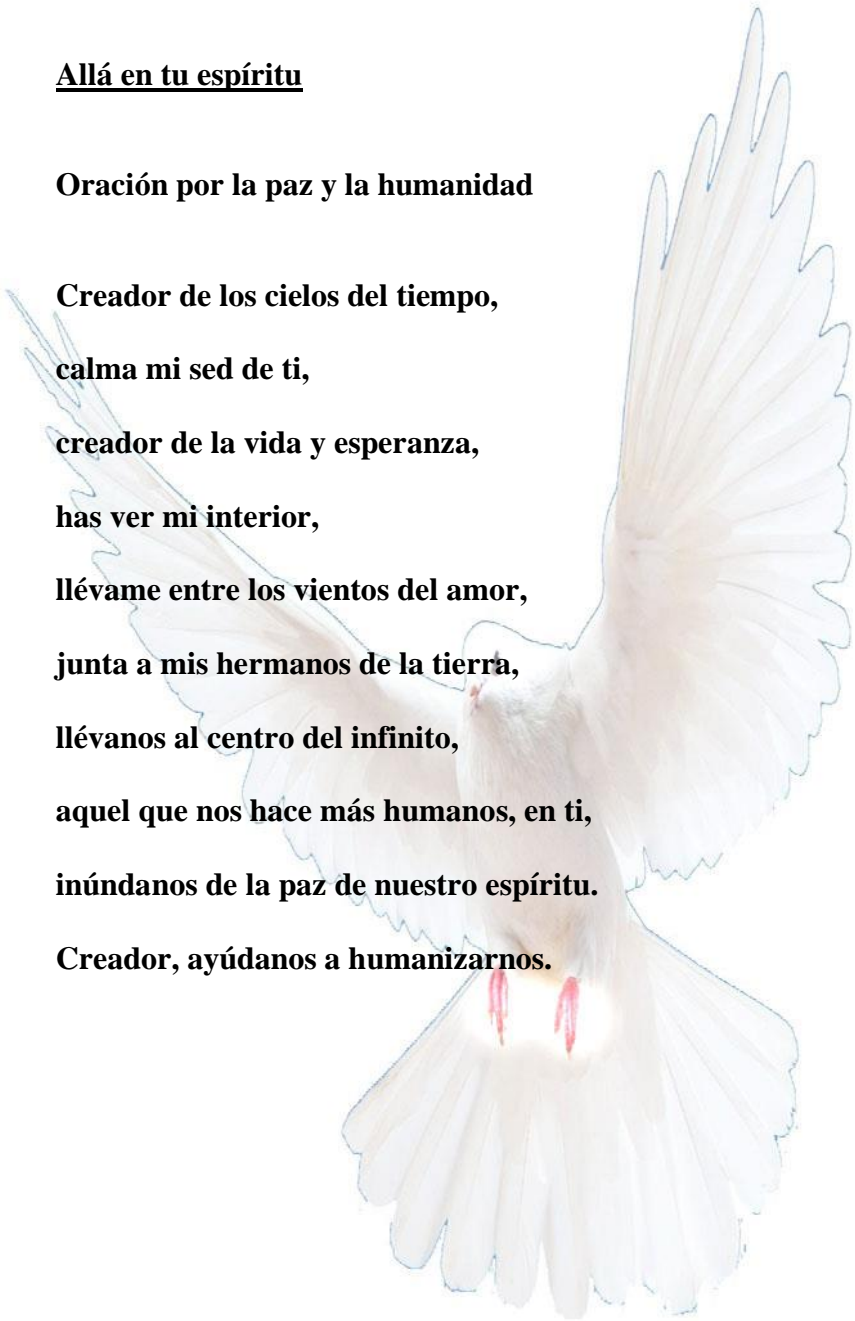 Allá en tu espíritu
Oración por la paz y la humanidad
Creador de los cielos del tiempo,
calma mi sed de ti,
creador de la vida y esperanza,
has ver mi interior,
llévame entre los vientos del amor,
junta a mis hermanos de la tierra,
llévanos al centro del infinito,
aquel que nos hace más humanos, en ti,
inúndanos de la paz de nuestro espíritu.
Creador, ayúdanos a humanizarnos.